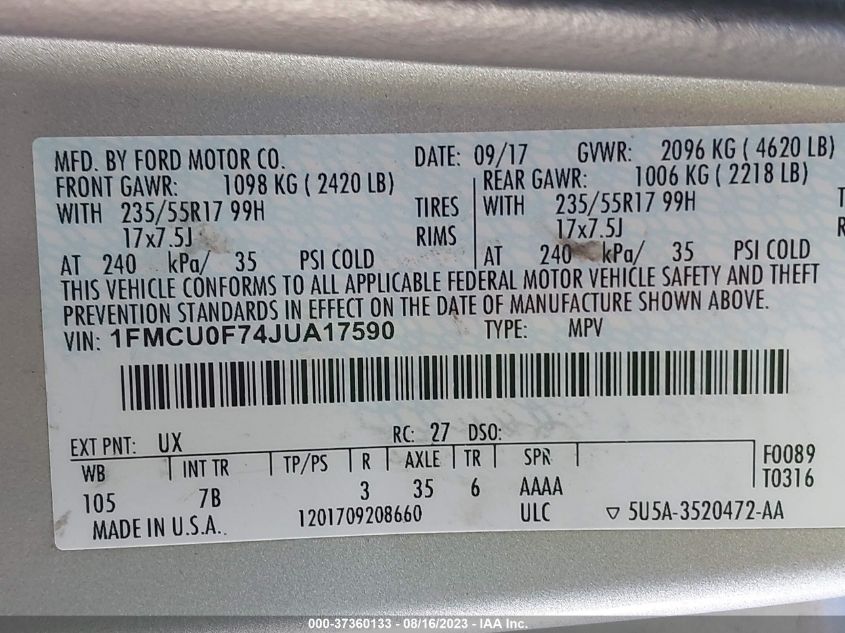 MFD. BY FORD MOTOR CO. DATE: 09/17 GVWR: 2096 KG ( 4620 LB)
FRONT GAWR: 1098 KG ( 2420 LB) REAR GAWR: 1006 KG ( 2218 LB)
WITH 235/55R17 99H TIRES WITH 235/55R17 99H
17x7.5J RIMS 17x7.5J
AT 240 kPa/ 35 PSI COLD AT 240 kPa/ 35 PSI COLD
THIS VEHICLE CONFORMS TO ALL APPLICABLE FEDERAL MOTOR VEHICLE SAFETY AND THEFT
PREVENTION STANDARDS IN EFFECT ON THE DATE OF MANUFACTURE SHOWN ABOVE.
VIN: 1FMCU0F74JUA17590 TYPE: MPV
EXT PNT: UX RC: 27 DSO:
WB INT TR TP/PS R AXLE TR SPR F0089
105 7B 3 35 6 AAAA T0316
MADE IN U.S.A. 1201709208660 ULC 5U5A-3520472-AA
000-37360133 - 08/16/2023 - IAA Inc.